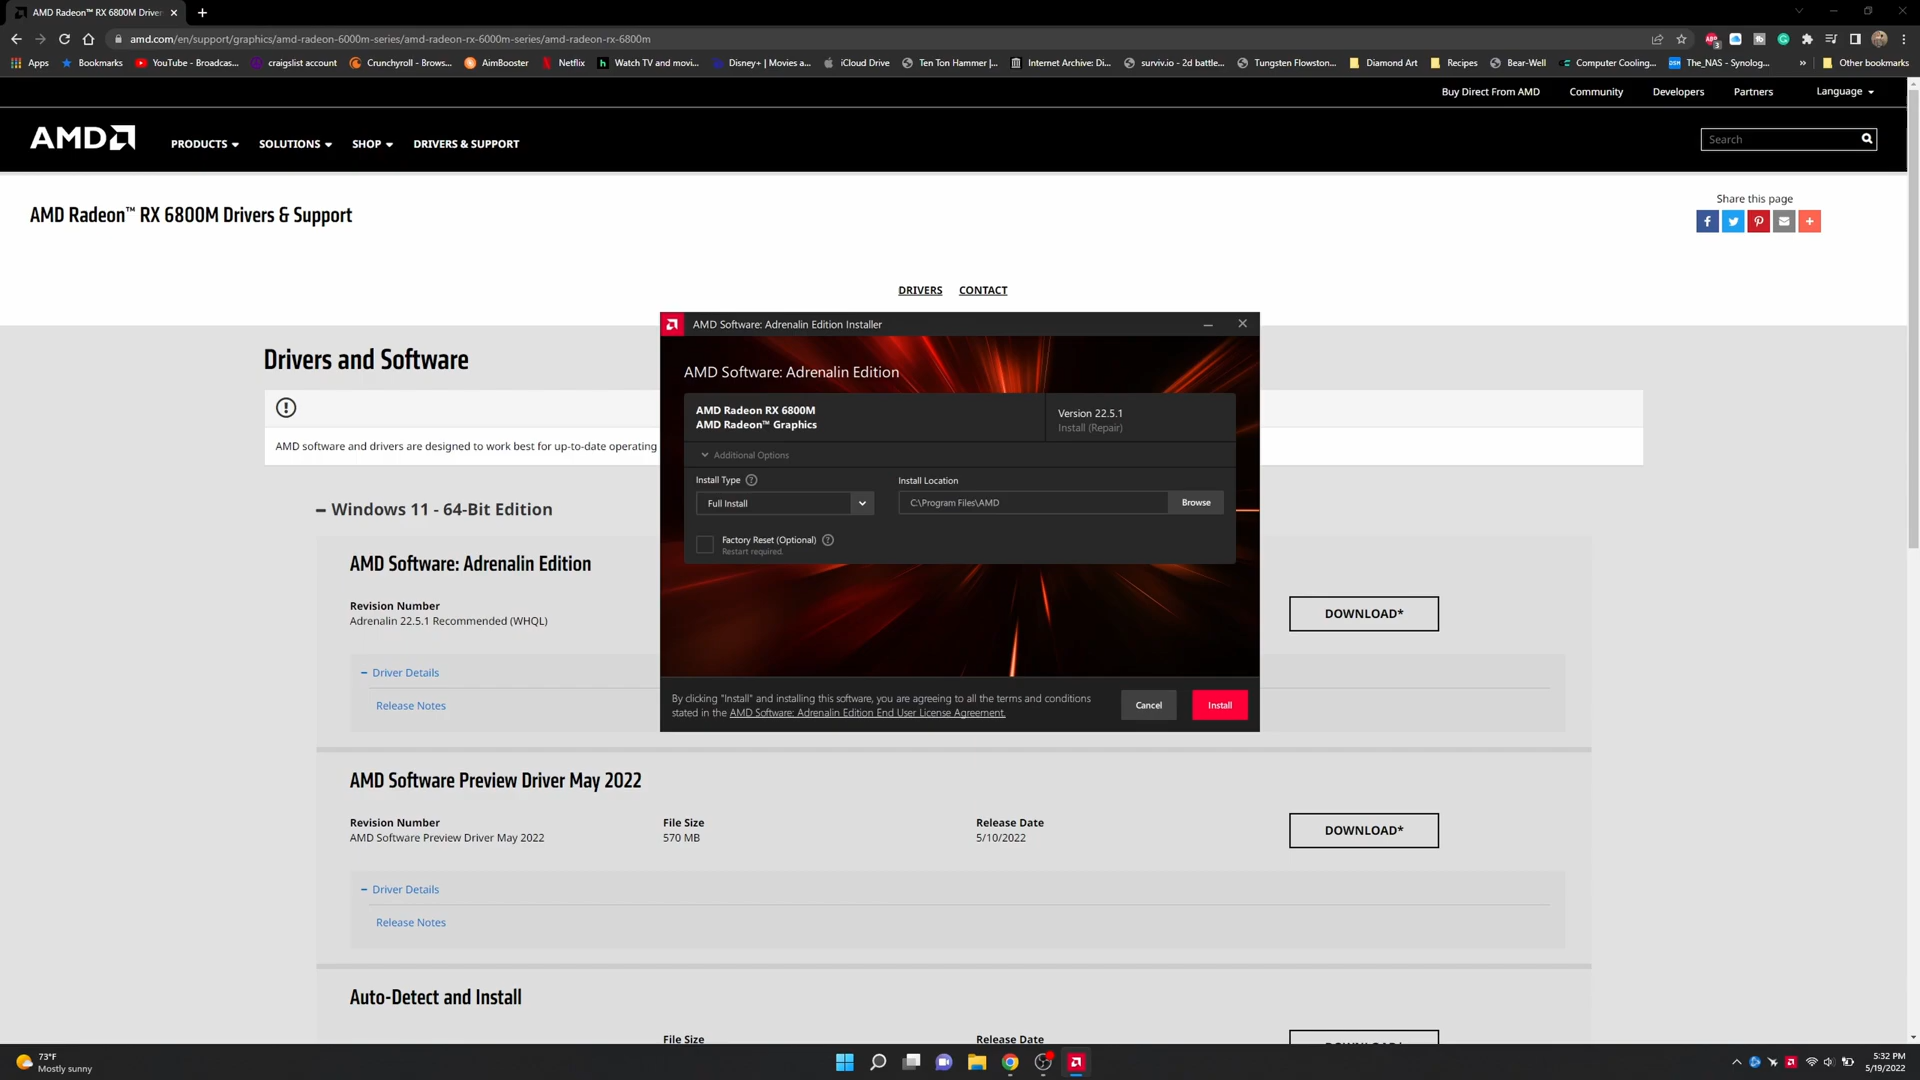 AMD Radeon™ RX 6800M Driver
amd.com/en/support/graphics/amd-radeon-6000m-series/amd-radeon-rx-6000m-series/amd-radeon-rx-6800m
Apps
Bookmarks
YouTube - Broadcas...
craigslist account
Crunchyroll - Brows...
AimBooster
Netflix
Watch TV and movi...
Disney+ | Movies a...
iCloud Drive
Ten Ton Hammer |...
Internet Archive: Di...
surviv.io - 2d battle...
Tungsten Flowston...
Diamond Art
Recipes
Bear-Well
Computer Cooling...
The_NAS - Synolog...
»
Other bookmarks
Buy Direct From AMD
Community
Developers
Partners
Language
AMD
PRODUCTS
SOLUTIONS
SHOP
DRIVERS & SUPPORT
Search
AMD Radeon™ RX 6800M Drivers & Support
Share this page
DRIVERS
CONTACT
Drivers and Software
AMD software and drivers are designed to work best for up-to-date operating
Windows 11 - 64-Bit Edition
AMD Software: Adrenalin Edition
Revision Number
Adrenalin 22.5.1 Recommended (WHQL)
DOWNLOAD*
Driver Details
Release Notes
AMD Software: Adrenalin Edition Installer
AMD Software: Adrenalin Edition
AMD Radeon RX 6800M
AMD Radeon™ Graphics
Version 22.5.1
Install (Repair)
Additional Options
Install Type
Full Install
Install Location
C:\Program Files\AMD
Browse
Factory Reset (Optional)
Restart required.
By clicking "Install" and installing this software, you are agreeing to all the terms and conditions
stated in the AMD Software: Adrenalin Edition End User License Agreement.
Cancel
Install
AMD Software Preview Driver May 2022
Revision Number
AMD Software Preview Driver May 2022
File Size
570 MB
Release Date
5/10/2022
DOWNLOAD*
Driver Details
Release Notes
Auto-Detect and Install
File Size
Release Date
73°F
Mostly sunny
5:32 PM
5/19/2022